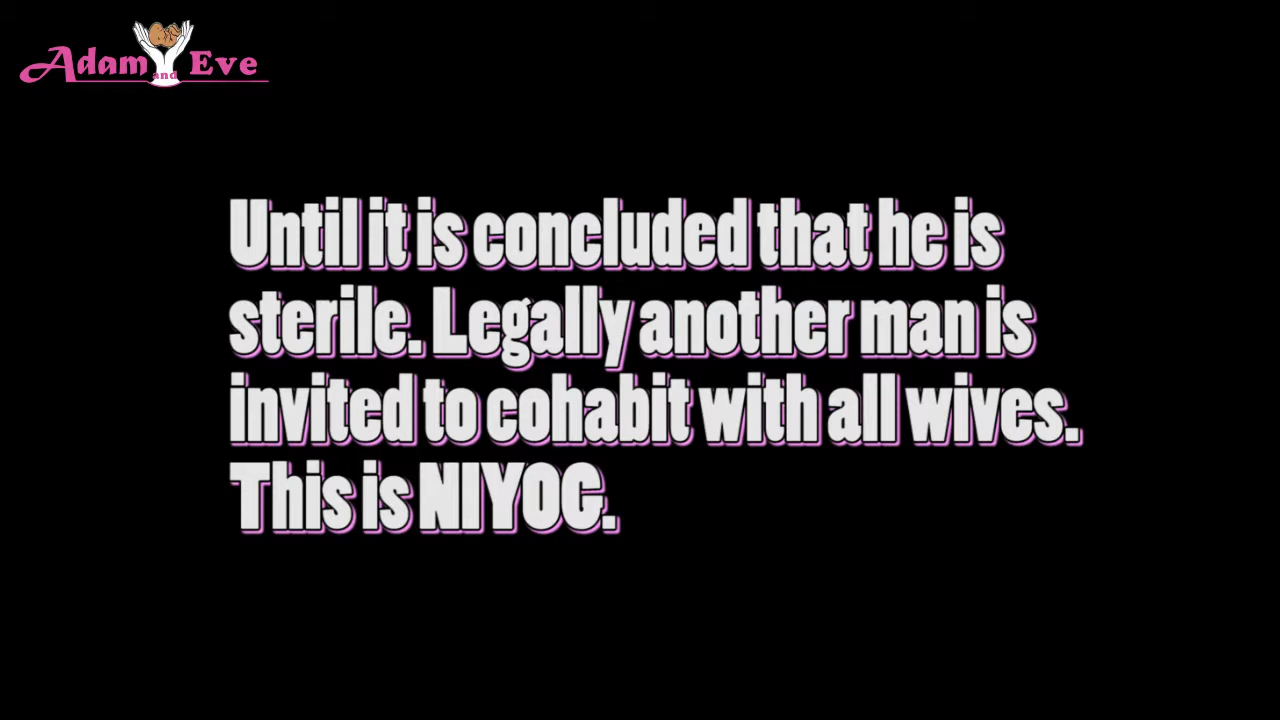 Adam and Eve
Until it is concluded that he is
sterile. Legally another man is
invited to cohabit with all wives.
This is NIYOG.